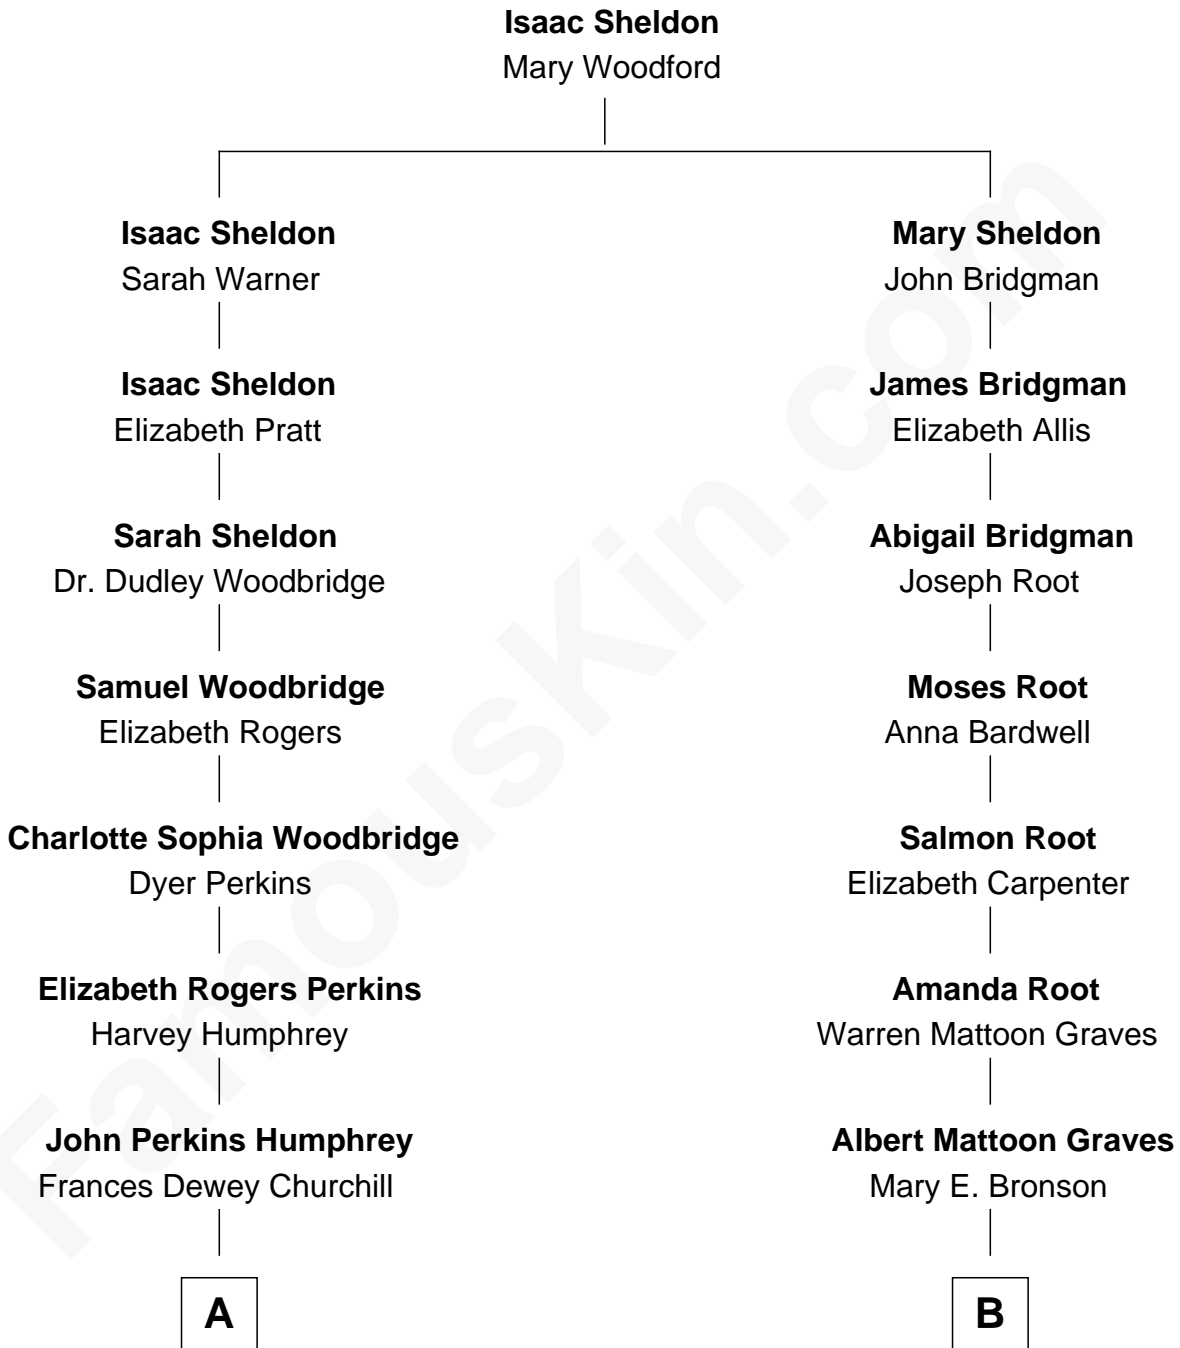 Isaac Sheldon
Mary Woodford
Isaac Sheldon
Sarah Warner
Mary Sheldon
John Bridgman
Isaac Sheldon
Elizabeth Pratt
James Bridgman
Elizabeth Allis
Sarah Sheldon
Dr. Dudley Woodbridge
Abigail Bridgman
Joseph Root
Samuel Woodbridge
Elizabeth Rogers
Moses Root
Anna Bardwell
Charlotte Sophia Woodbridge
Dyer Perkins
Salmon Root
Elizabeth Carpenter
Elizabeth Rogers Perkins
Harvey Humphrey
Amanda Root
Warren Mattoon Graves
John Perkins Humphrey
Frances Dewey Churchill
Albert Mattoon Graves
Mary E. Bronson
A
B
FamousKin.com